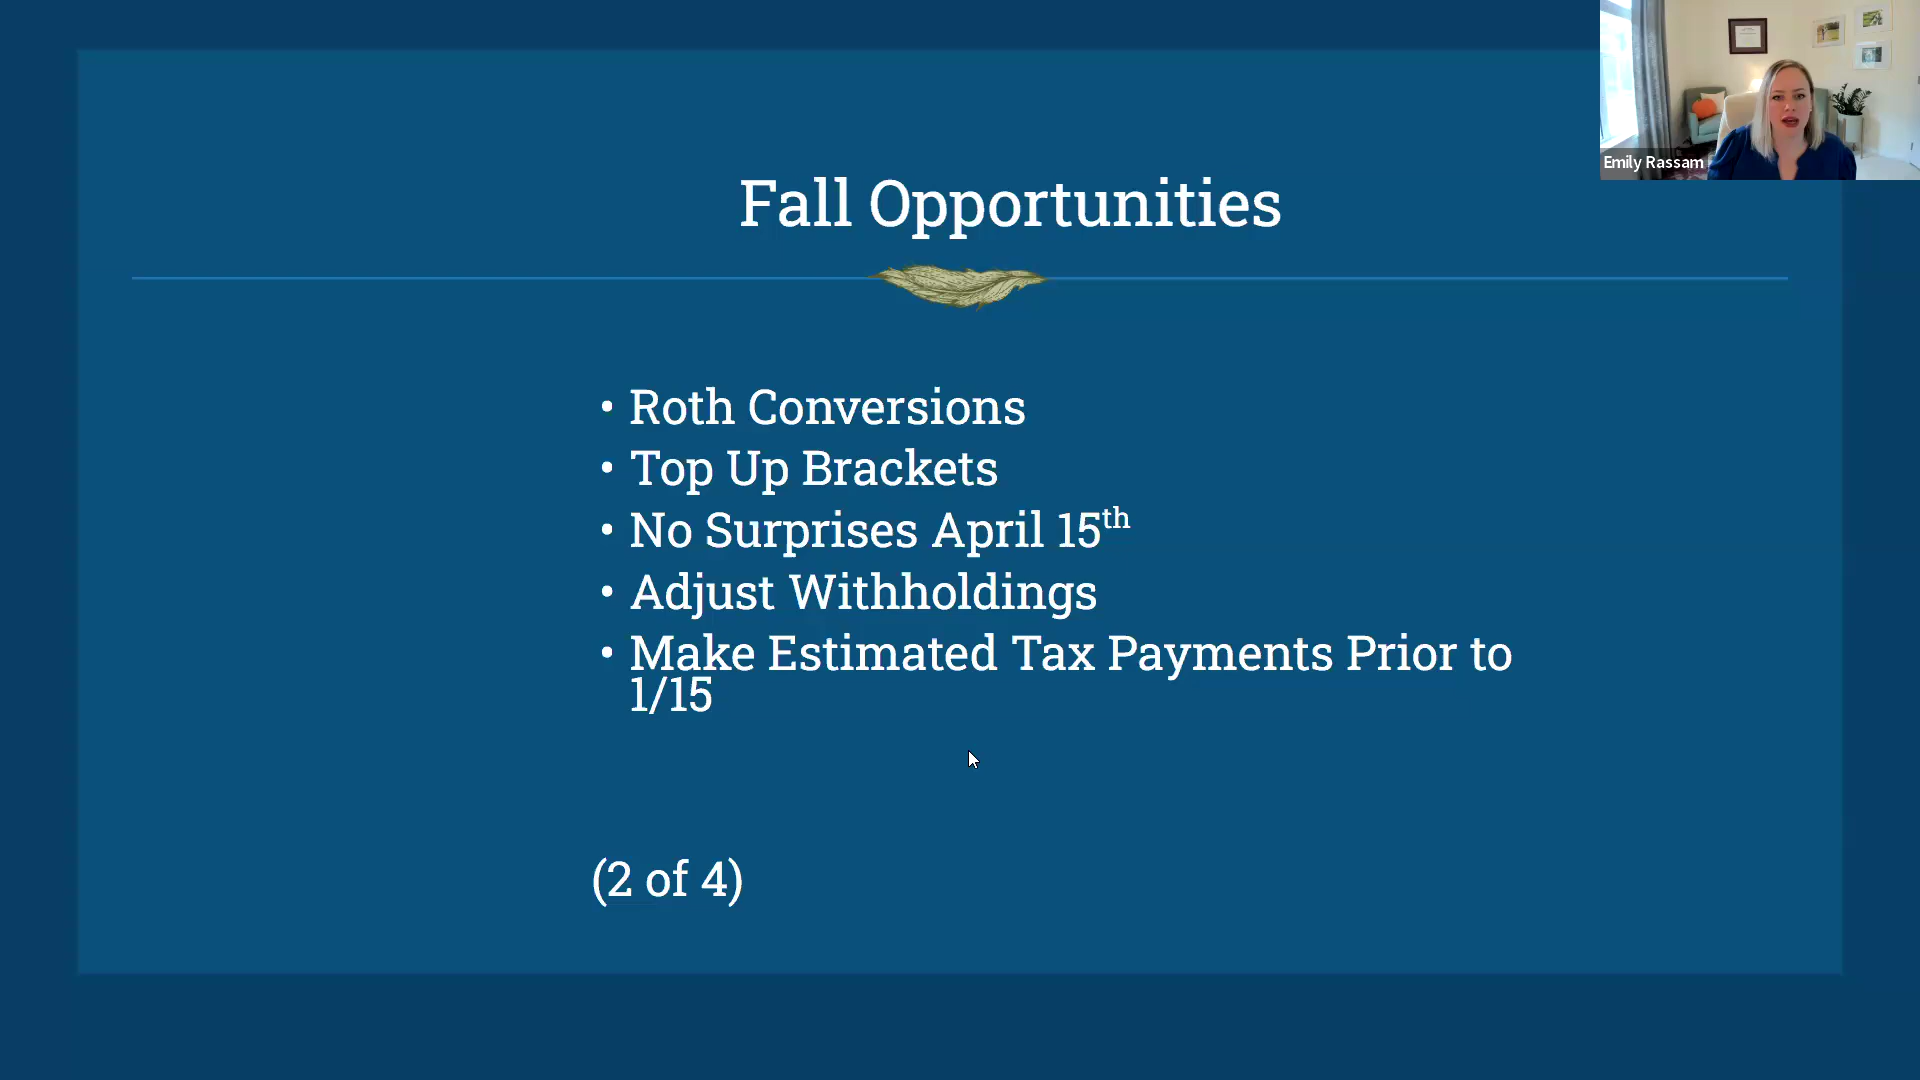 Emily Rassam
Fall Opportunities
• Roth Conversions
• Top Up Brackets
• No Surprises April 15th
• Adjust Withholdings
• Make Estimated Tax Payments Prior to
1/15
(2 of 4)